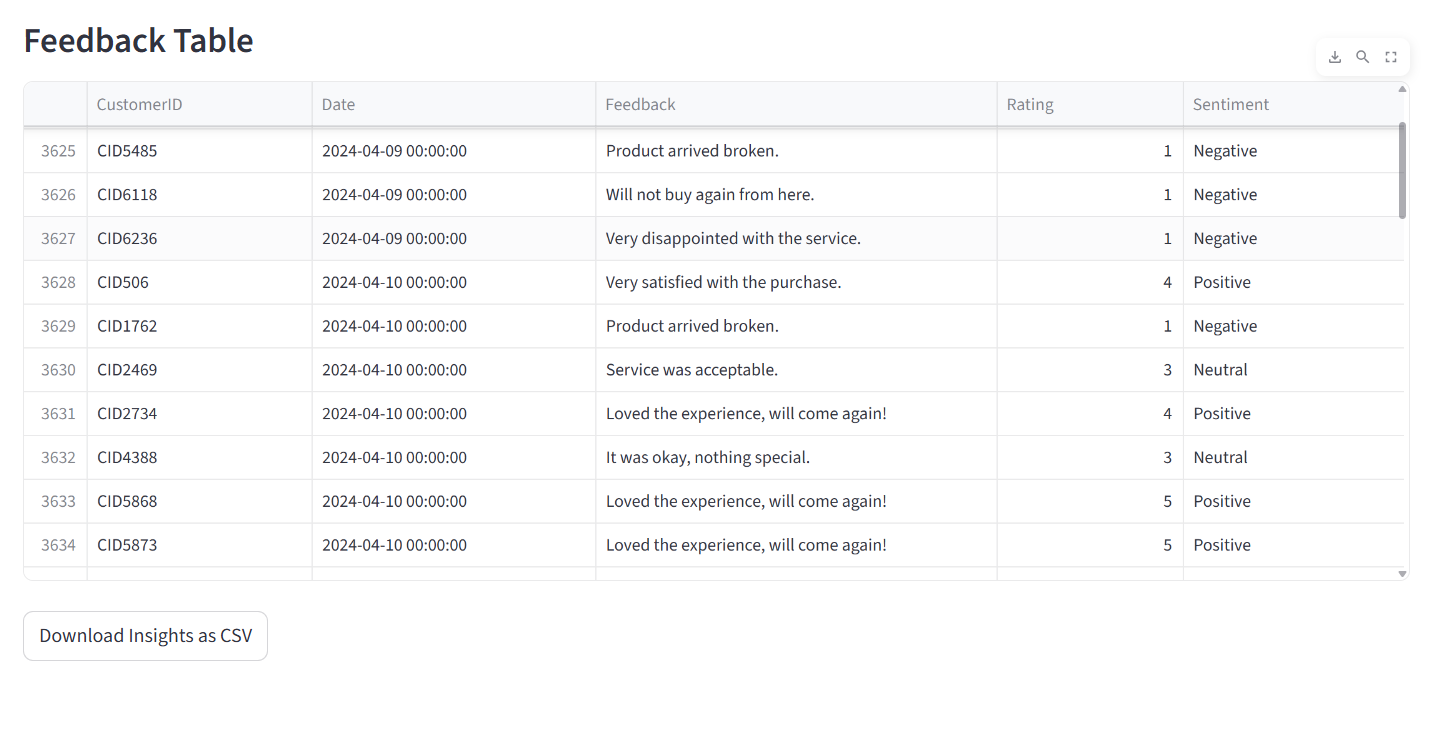 Feedback Table
CustomerID Date Feedback Rating Sentiment
3625 CID5485 2024-04-09 00:00:00 Product arrived broken. 1 Negative
3626 CID6118 2024-04-09 00:00:00 Will not buy again from here. 1 Negative
3627 CID6236 2024-04-09 00:00:00 Very disappointed with the service. 1 Negative
3628 CID506 2024-04-10 00:00:00 Very satisfied with the purchase. 4 Positive
3629 CID1762 2024-04-10 00:00:00 Product arrived broken. 1 Negative
3630 CID2469 2024-04-10 00:00:00 Service was acceptable. 3 Neutral
3631 CID2734 2024-04-10 00:00:00 Loved the experience, will come again! 4 Positive
3632 CID4388 2024-04-10 00:00:00 It was okay, nothing special. 3 Neutral
3633 CID5868 2024-04-10 00:00:00 Loved the experience, will come again! 5 Positive
3634 CID5873 2024-04-10 00:00:00 Loved the experience, will come again! 5 Positive
Download Insights as CSV